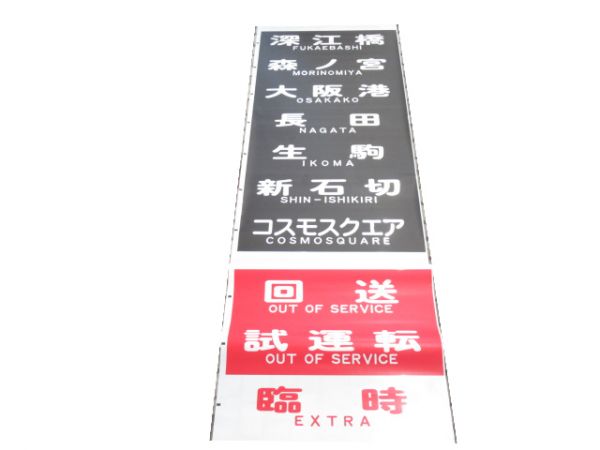 深江橋
FUKAEBASHI
森ノ宮
MORINOMIYA
大阪港
OSAKAKO
長田
NAGATA
生駒
IKOMA
新石切
SHIN-ISHIKIRI
コスモスクエア
COSMOSQUARE
回送
OUT OF SERVICE
試運転
OUT OF SERVICE
臨時
EXTRA